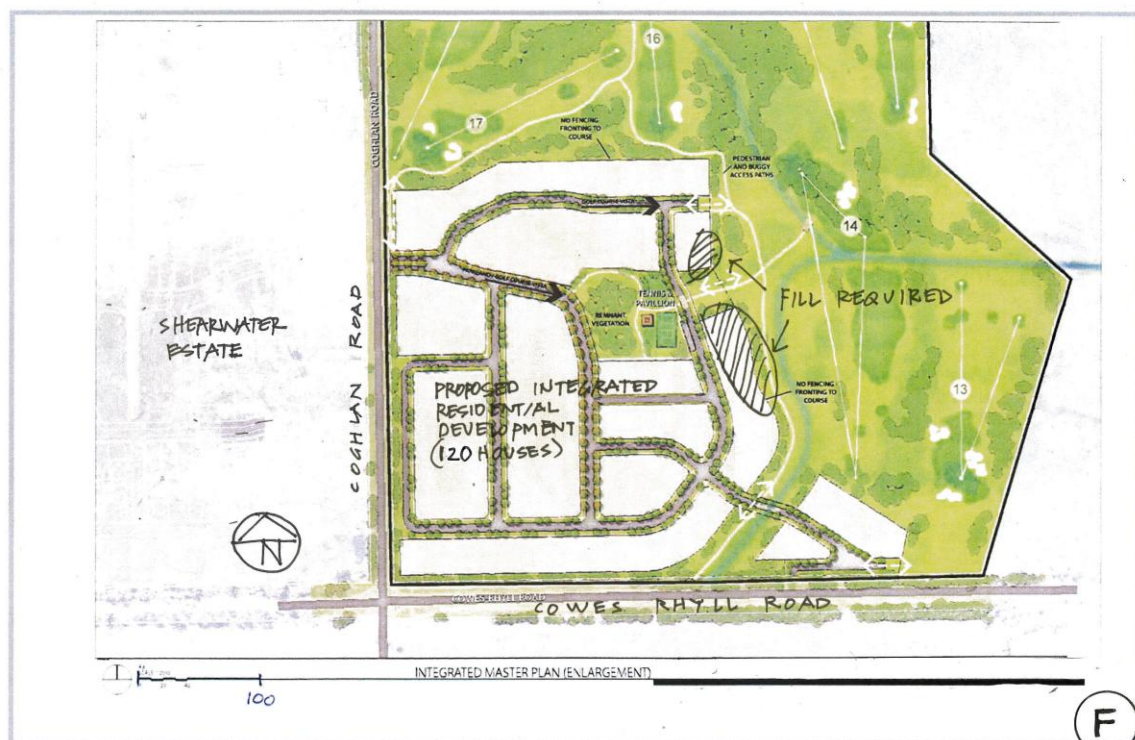 16
17
COGHLAN ROAD
NO FENCING
FRONTING TO
COURSE
PEDESTRIAN
AND BUGGY
ACCESS PATHS
14
FILL REQUIRED
SHEARWATER
ESTATE
COGHLAN ROAD
TENNIS &
PAVILLION
REMNANT
VEGETATION
PROPOSED INTEGRATED
RESIDENTIAL
DEVELOPMENT
(120 HOUSES)
NO FENCING
FRONTING TO
COURSE
13
N
COWES RHYLL ROAD
COWES RHYLL ROAD
INTEGRATED MASTER PLAN (ENLARGEMENT)
100
F